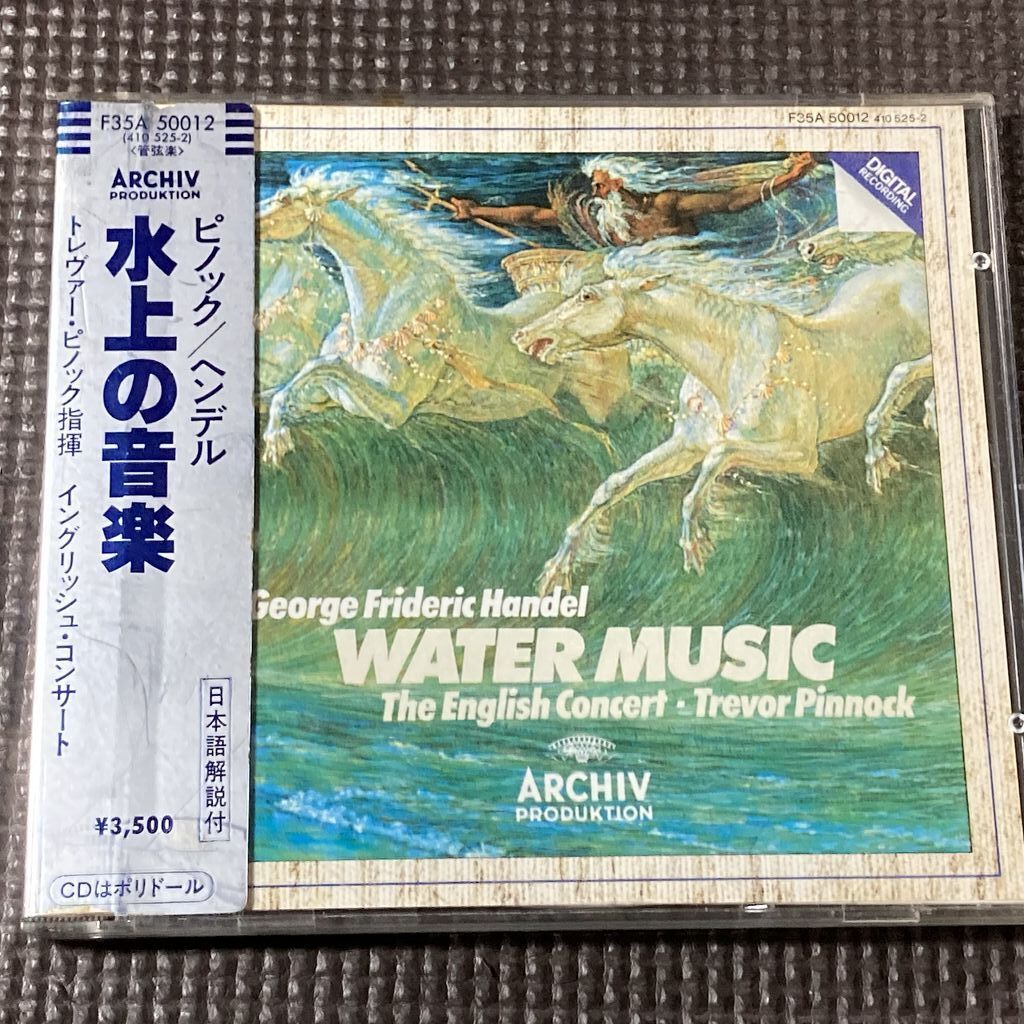 F35A 50012
(410 525-2)
〈管弦楽〉
ARCHIV
PRODUKTION
ピノック/ヘンデル
水上の音楽
トレヴァー・ピノック指揮 イングリッシュ・コンサート
日本語解説付
¥3,500
CDはポリドール
F35A 50012 410 525-2
DIGITAL
RECORDING
George Frideric Handel
WATER MUSIC
The English Concert · Trevor Pinnock
ARCHIV
PRODUKTION